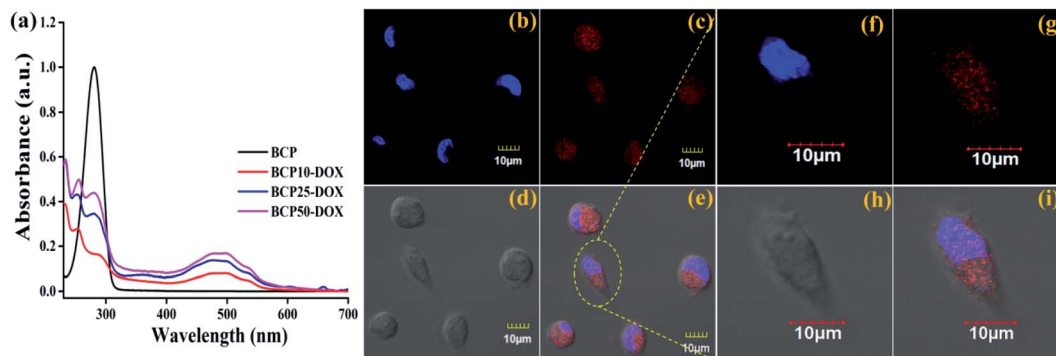 (a)
1.2
1.0
0.8
0.6
0.4
0.2
0.0
Absorbance (a.u.)
300 400 500 600 700
Wavelength (nm)
BCP
BCP10-DOX
BCP25-DOX
BCP50-DOX
(b)
10µm
(c)
10µm
(d)
10µm
(e)
10µm
(f)
10µm
(g)
10µm
(h)
10µm
(i)
10µm